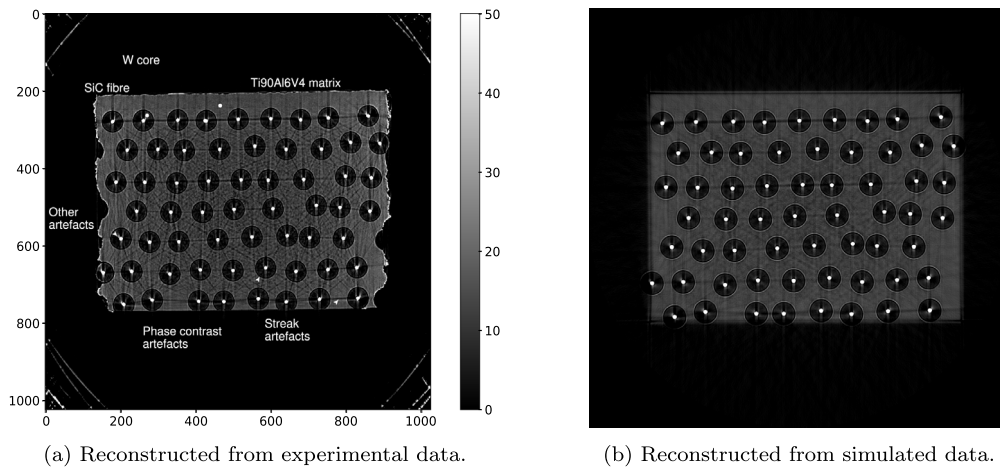 0
200
400
600
800
1000
0
200
400
600
800
1000
W core
SiC fibre
Ti90Al6V4 matrix
Other
artefacts
Phase contrast
artefacts
Streak
artefacts
50
40
30
20
10
0
(a) Reconstructed from experimental data.
(b) Reconstructed from simulated data.